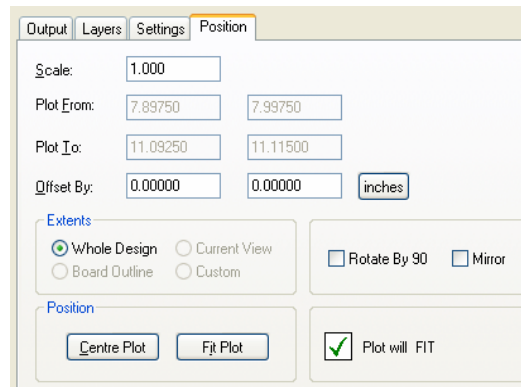 Output Layers Settings Position
Scale: 1.000
Plot From: 7.89750 7.99750
Plot To: 11.09250 11.11500
Offset By: 0.00000 0.00000 inches
Extents
Whole Design Current View
Board Outline Custom
Rotate By 90 Mirror
Position
Centre Plot Fit Plot
Plot will FIT